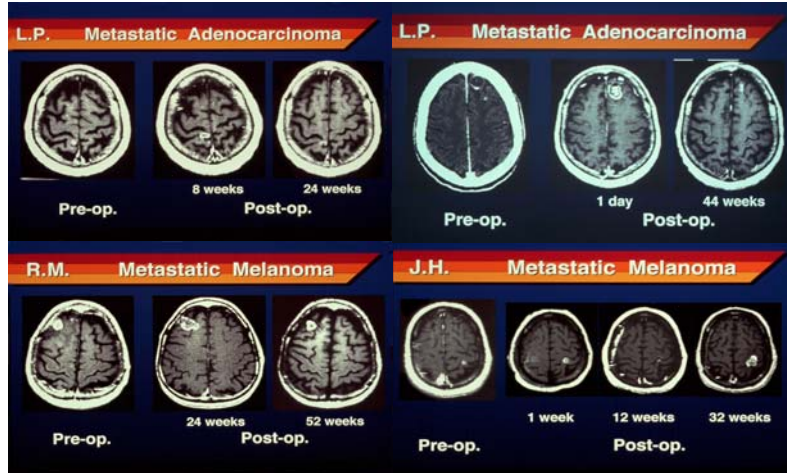 L.P. Metastatic Adenocarcinoma
8 weeks 24 weeks
Pre-op. Post-op.
L.P. Metastatic Adenocarcinoma
1 day 44 weeks
Pre-op. Post-op.
R.M. Metastatic Melanoma
24 weeks 52 weeks
Pre-op. Post-op.
J.H. Metastatic Melanoma
1 week 12 weeks 32 weeks
Pre-op. Post-op.